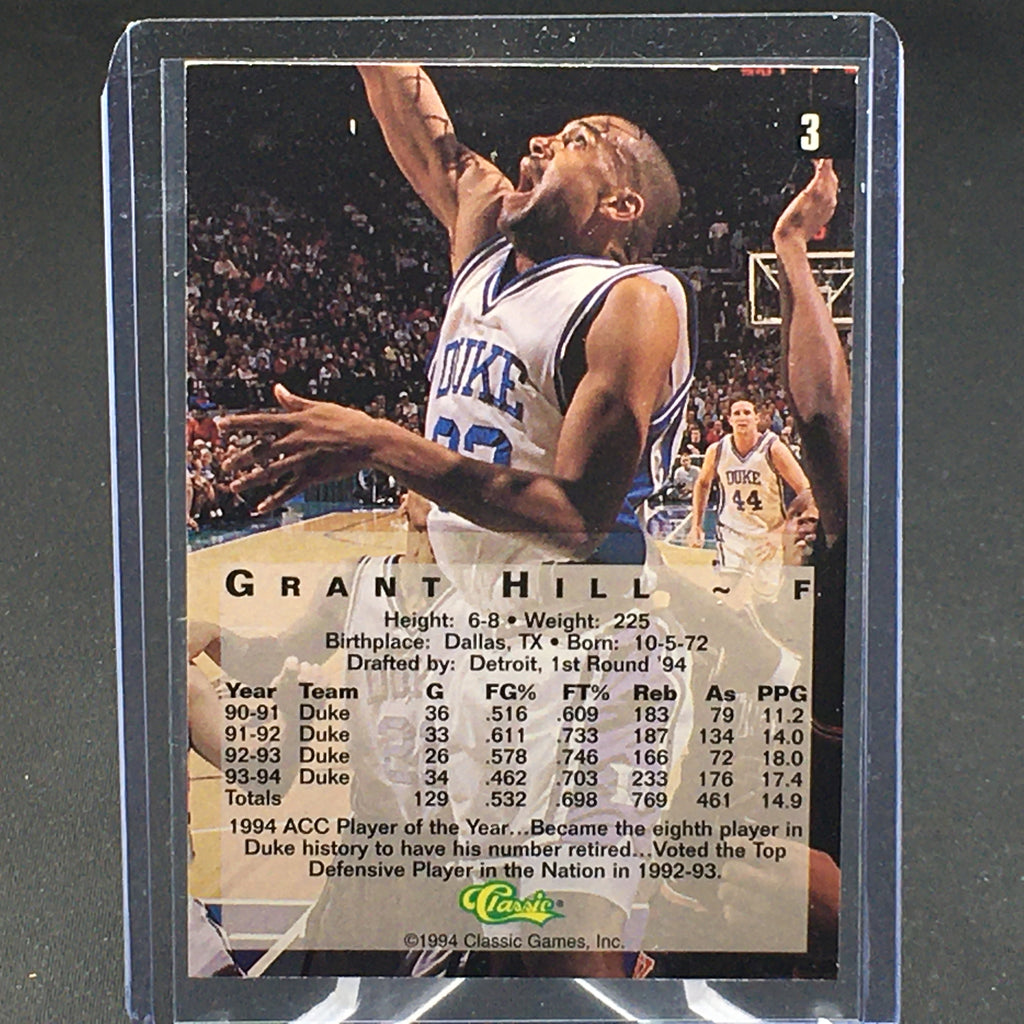 3
DUKE
DUKE
44
GRANT HILL ~ F
Height: 6-8 • Weight: 225
Birthplace: Dallas, TX • Born: 10-5-72
Drafted by: Detroit, 1st Round '94
Year Team G FG% FT% Reb As PPG
90-91 Duke 36 .516 .609 183 79 11.2
91-92 Duke 33 .611 .733 187 134 14.0
92-93 Duke 26 .578 .746 166 72 18.0
93-94 Duke 34 .462 .703 233 176 17.4
Totals 129 .532 .698 769 461 14.9
1994 ACC Player of the Year...Became the eighth player in
Duke history to have his number retired...Voted the Top
Defensive Player in the Nation in 1992-93.
Classic®
©1994 Classic Games, Inc.